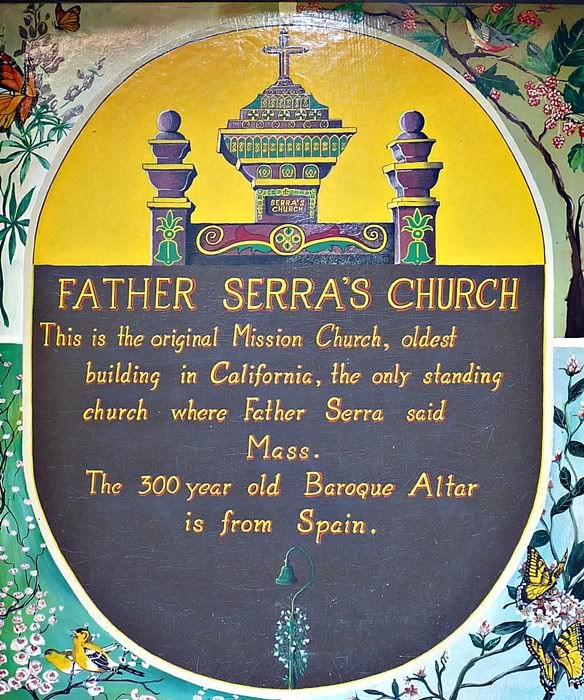 SERRA'S
CHURCH
FATHER SERRA'S CHURCH
This is the original Mission Church, oldest
building in California, the only standing
church where Father Serra said
Mass.
The 300 year old Baroque Altar
is from Spain.